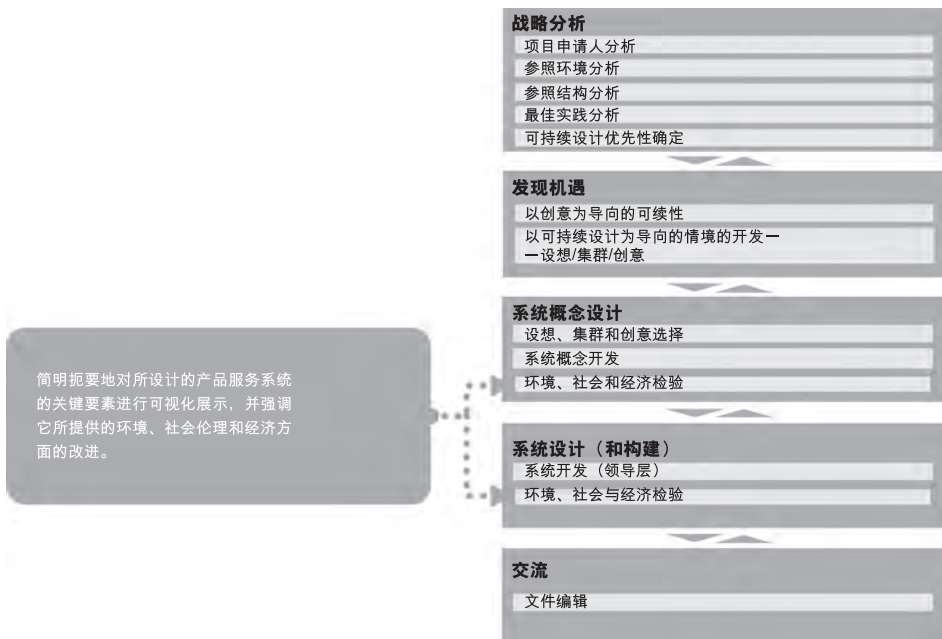 战略分析
项目申请人分析
参照环境分析
参照结构分析
最佳实践分析
可持续设计优先性确定
发现机遇
以创意为导向的可续性
以可持续设计为导向的情境的开发—
—设想/集群/创意
系统概念设计
设想、集群和创意选择
系统概念开发
环境、社会和经济检验
简明扼要地对所设计的产品服务系统
的关键要素进行可视化展示，并强调
它所提供的环境、社会伦理和经济方
面的改进。
系统设计（和构建）
系统开发（领导层）
环境、社会与经济检验
交流
文件编辑